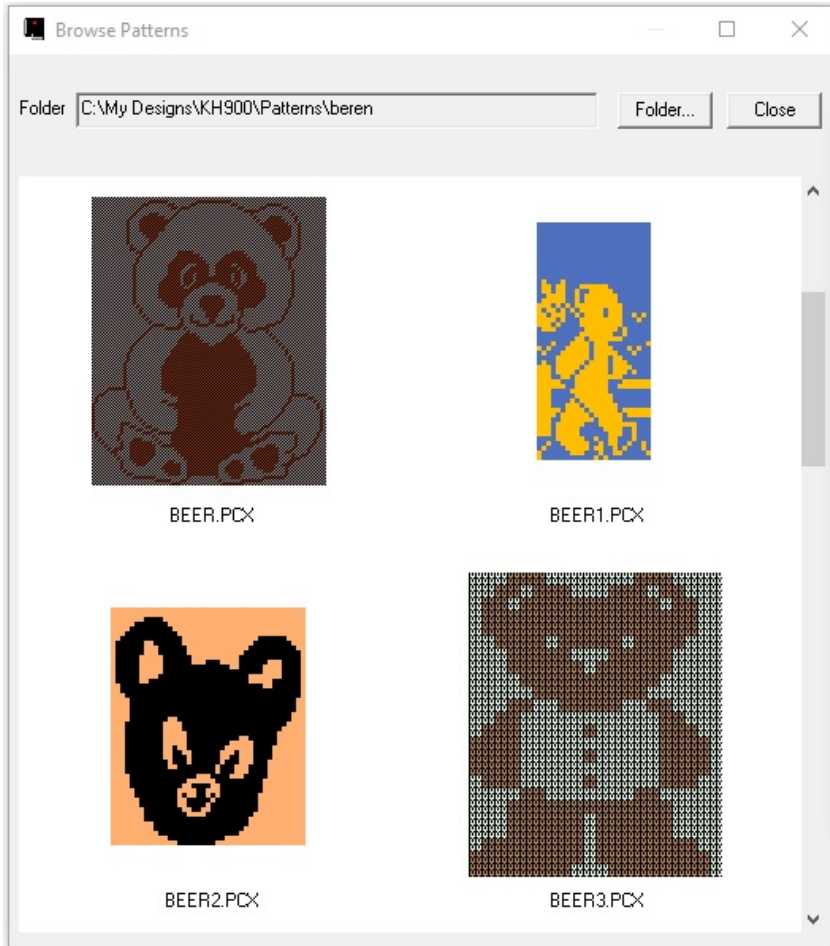 Browse Patterns
Folder C:\My Designs\KH900\Patterns\beren Folder... Close
BEER.PCX BEER1.PCX
BEER2.PCX BEER3.PCX